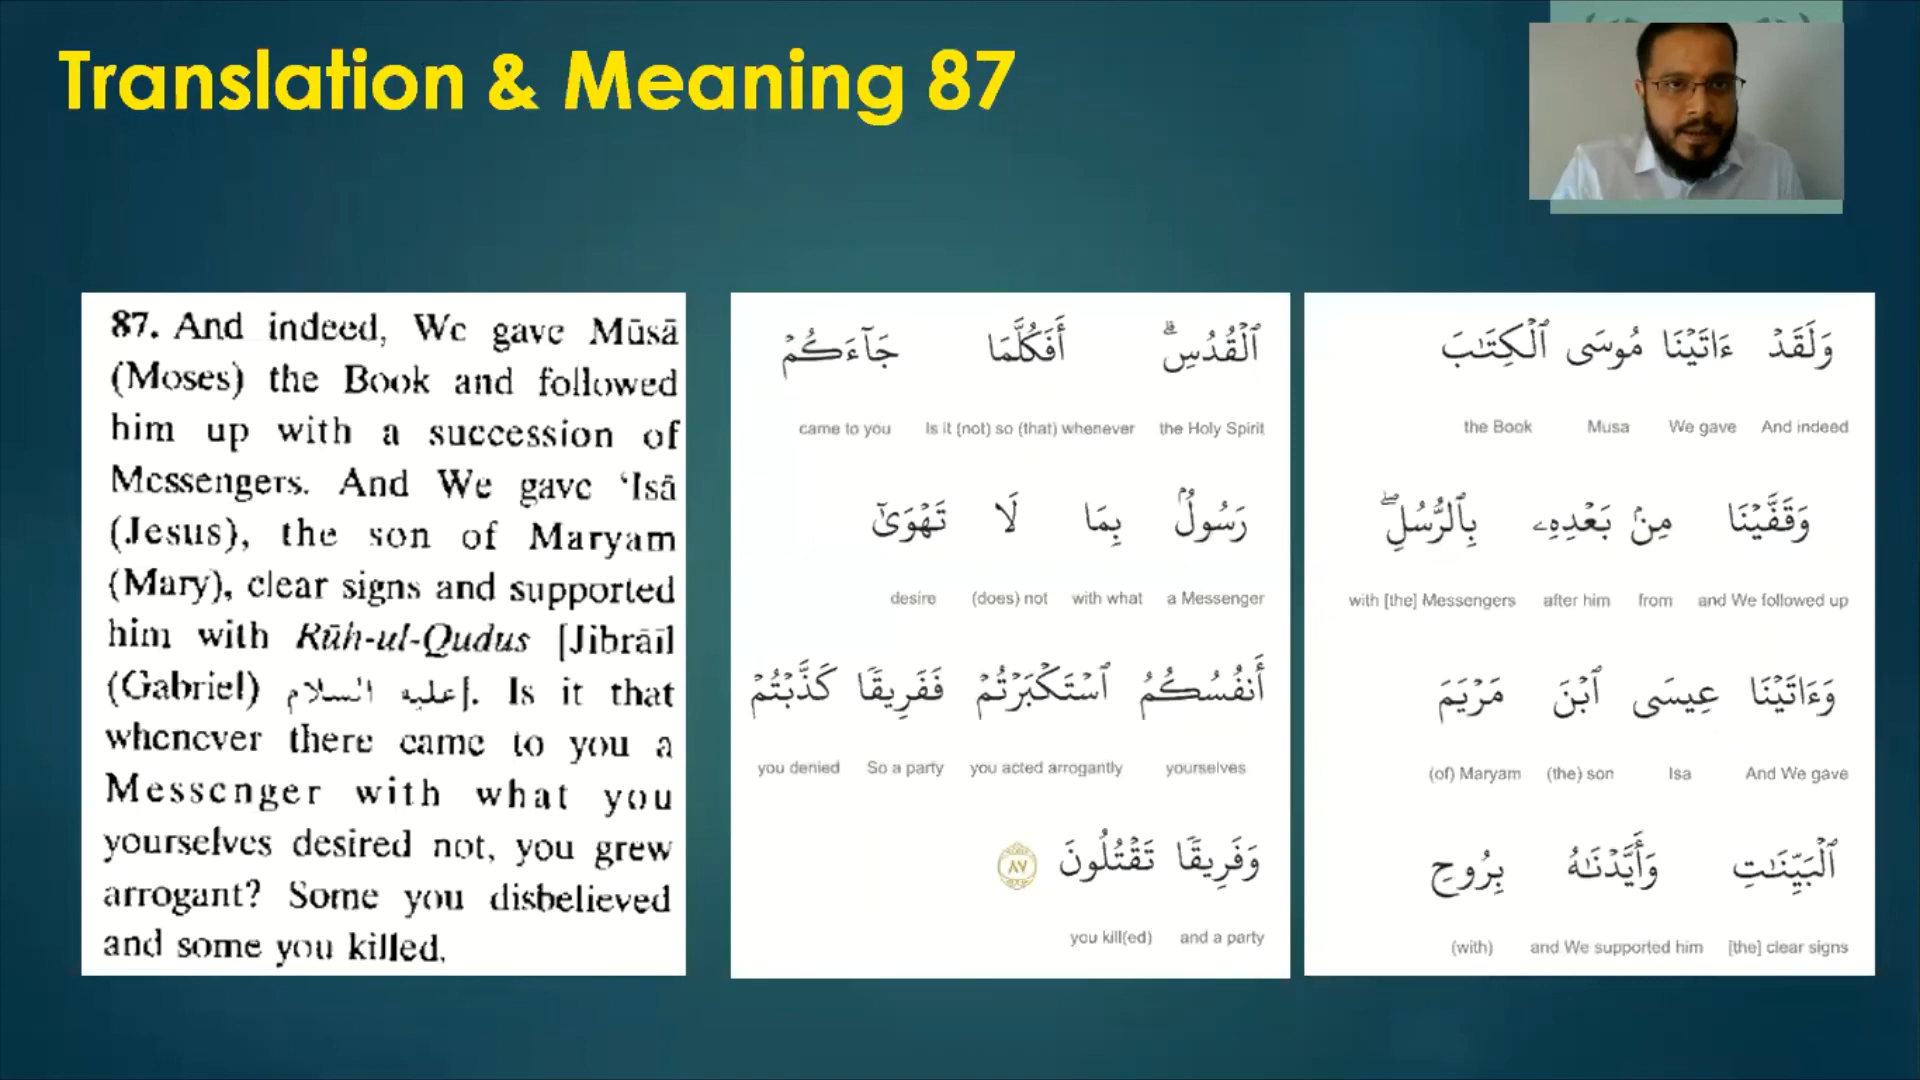 Translation & Meaning 87
87. And indeed, We gave Mūsā
(Moses) the Book and followed
him up with a succession of
Messengers. And We gave ‘Isā
(Jesus), the son of Maryam
(Mary), clear signs and supported
him with Rūh-ul-Qudus [Jibrāīl
(Gabriel) عليه السلام]. Is it that
whenever there came to you a
Messenger with what you
yourselves desired not, you grew
arrogant? Some you disbelieved
and some you killed.
وَلَقَدْ ءَاتَيْنَا مُوسَى ٱلْكِتَٰبَ
the Book Musa We gave And indeed
وَقَفَّيْنَا مِنۢ بَعْدِهِۦ بِٱلرُّسُلِ ۖ
with [the] Messengers after him from and We followed up
وَءَاتَيْنَا عِيسَى ٱبْنَ مَرْيَمَ
(of) Maryam (the) son Isa And We gave
ٱلْبَيِّنَٰتِ وَأَيَّدْنَٰهُ بِرُوحِ
(with) and We supported him [the] clear signs
ٱلْقُدُسِ ۗ أَفَكُلَّمَا جَآءَكُمْ
came to you Is it (not) so (that) whenever the Holy Spirit
رَسُولٌۢ بِمَا لَا تَهْوَىٰٓ
desire (does) not with what a Messenger
أَنفُسُكُمُ ٱسْتَكْبَرْتُمْ فَفَرِيقًا كَذَّبْتُمْ
you denied So a party you acted arrogantly yourselves
وَفَرِيقًا تَقْتُلُونَ ٨٧
you kill(ed) and a party